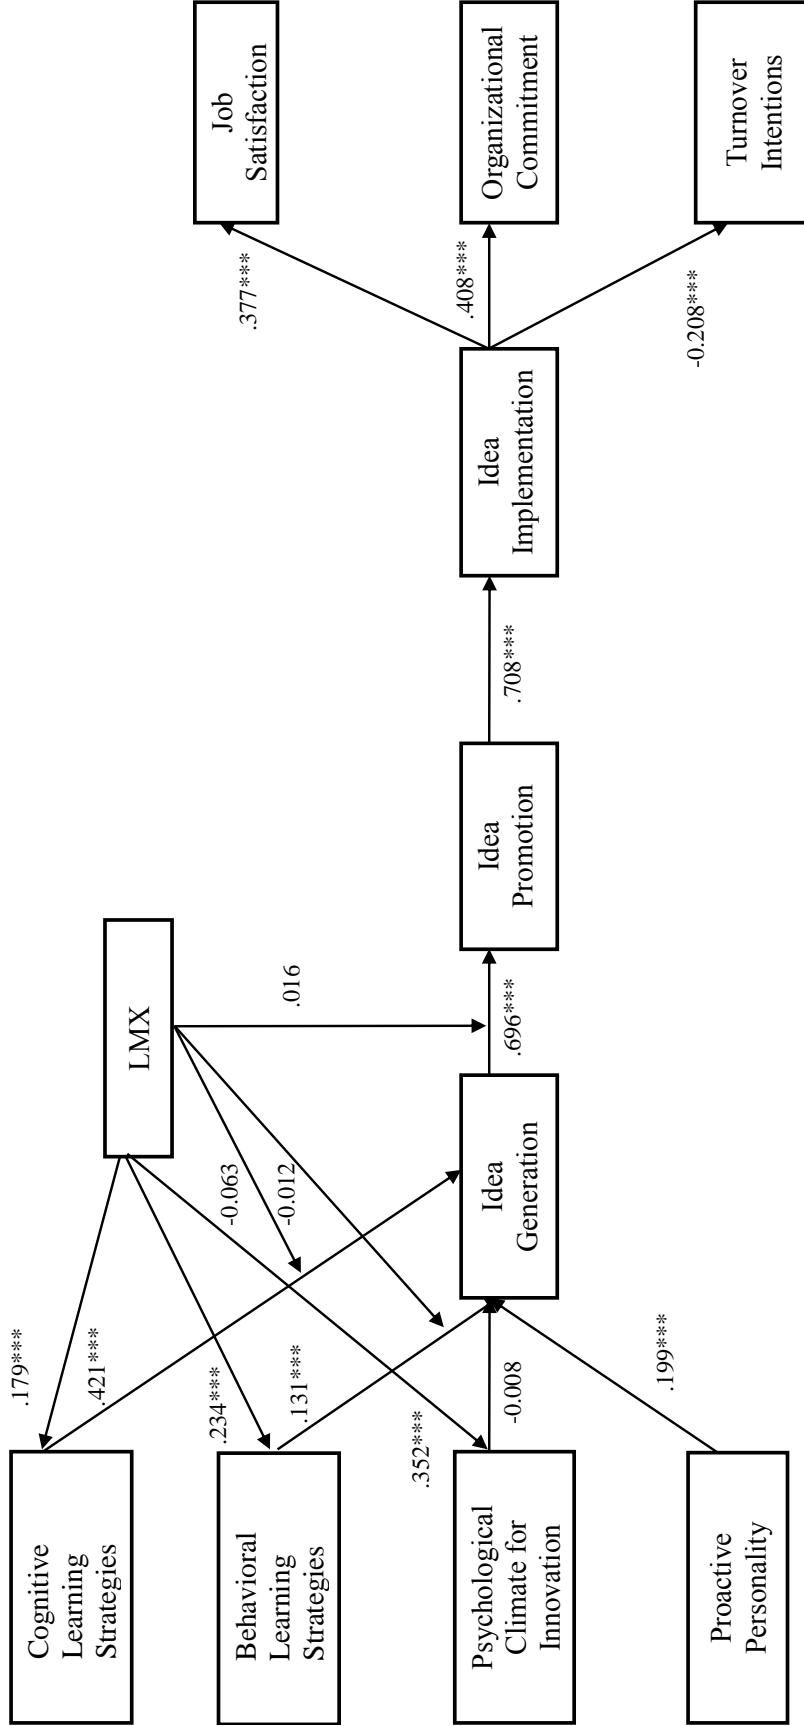 Cognitive
Learning
Strategies
Behavioral
Learning
Strategies
Psychological
Climate for
Innovation
Proactive
Personality
.179***
.421***
.234***
.131***
.352***
-0.008
.199***
LMX
-0.063
-0.012
.016
Idea
Generation
.696***
Idea
Promotion
.708***
Idea
Implementation
.377***
.408***
-0.208***
Job
Satisfaction
Organizational
Commitment
Turnover
Intentions